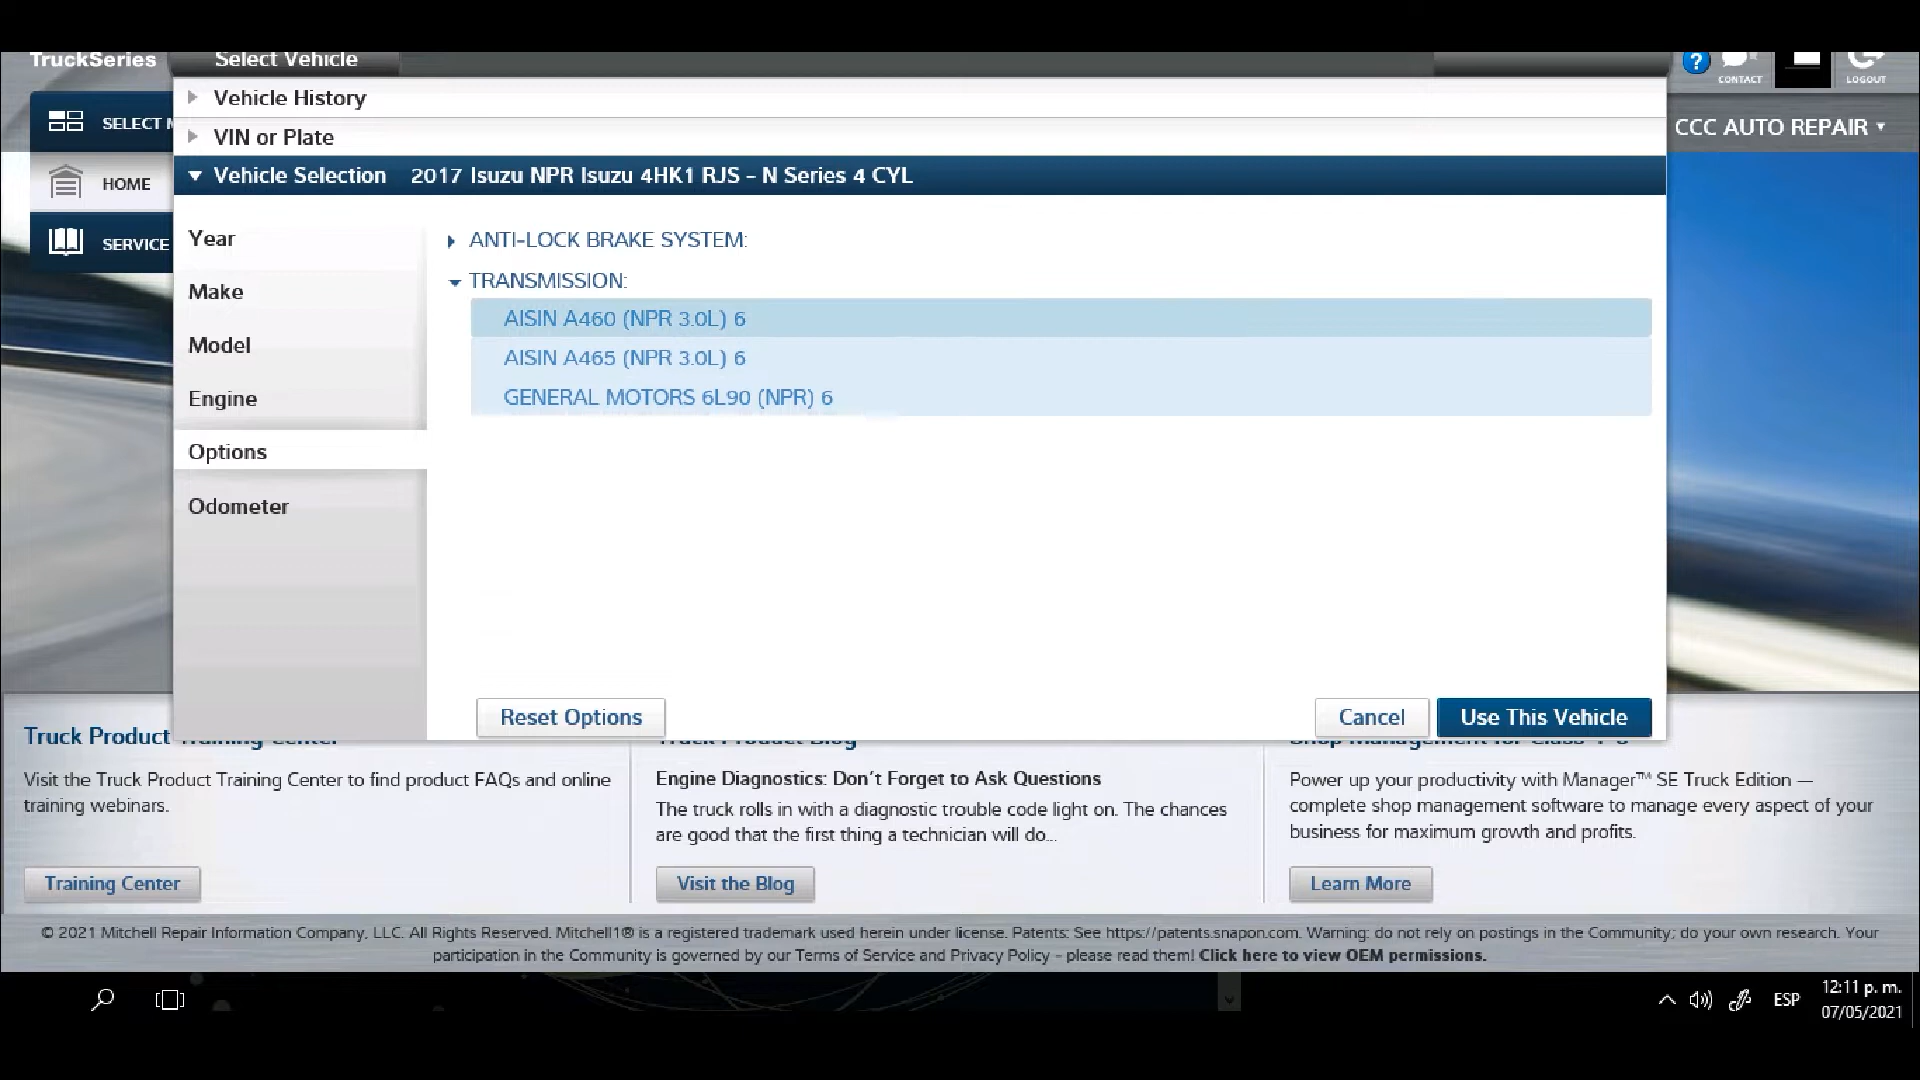 TruckSeries
Select Vehicle
CONTACT
LOGOUT
Vehicle History
SELECT
VIN or Plate
CCC AUTO REPAIR
Vehicle Selection 2017 Isuzu NPR Isuzu 4HK1 RJS - N Series 4 CYL
HOME
SERVICE
Year
Make
Model
Engine
Options
Odometer
ANTI-LOCK BRAKE SYSTEM:
TRANSMISSION:
AISIN A460 (NPR 3.0L) 6
AISIN A465 (NPR 3.0L) 6
GENERAL MOTORS 6L90 (NPR) 6
Reset Options
Cancel
Use This Vehicle
Truck Product Training Center
Visit the Truck Product Training Center to find product FAQs and online
training webinars.
Training Center
Truck Product Blog
Engine Diagnostics: Don't Forget to Ask Questions
The truck rolls in with a diagnostic trouble code light on. The chances
are good that the first thing a technician will do...
Visit the Blog
Shop Management for Class
Power up your productivity with Manager™ SE Truck Edition —
complete shop management software to manage every aspect of your
business for maximum growth and profits.
Learn More
© 2021 Mitchell Repair Information Company, LLC. All Rights Reserved. Mitchell1® is a registered trademark used herein under license. Patents: See https://patents.snapon.com. Warning: do not rely on postings in the Community; do your own research. Your
participation in the Community is governed by our Terms of Service and Privacy Policy - please read them! Click here to view OEM permissions.
ESP
12:11 p. m.
07/05/2021